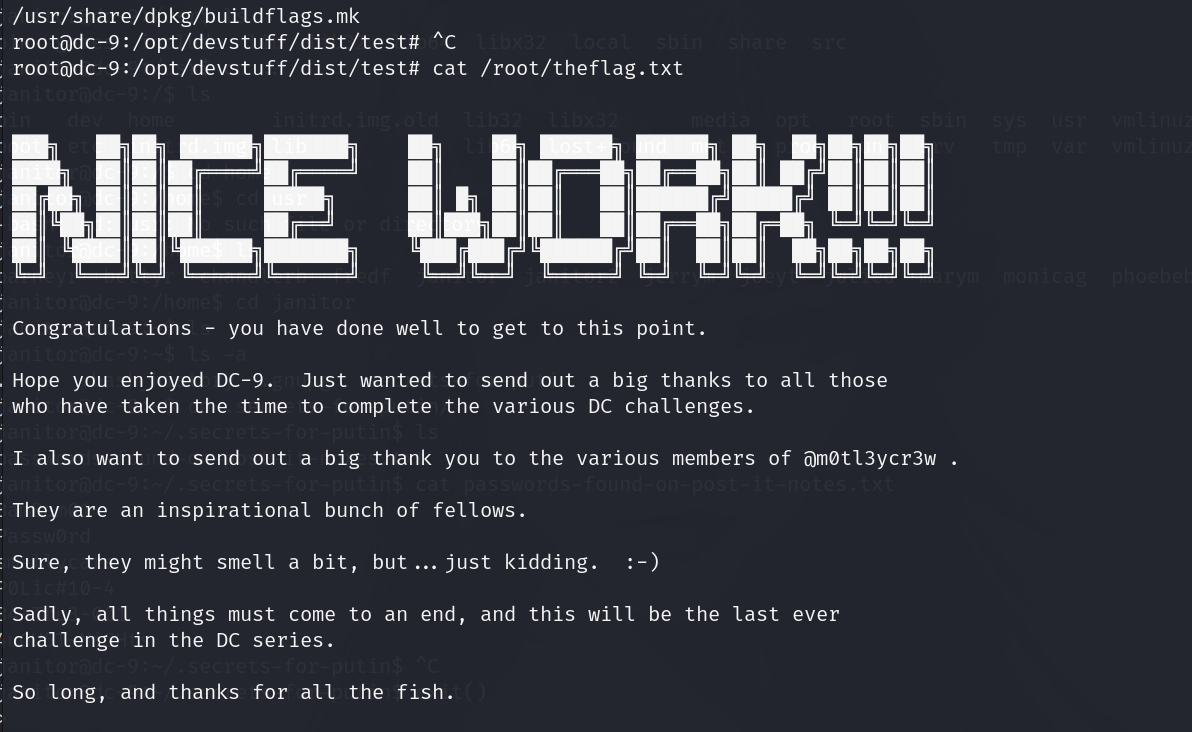 /usr/share/dpkg/buildflags.mk
root@dc-9:/opt/devstuff/dist/test# ^C
root@dc-9:/opt/devstuff/dist/test# cat /root/theflag.txt
NICE WORK!!!
Congratulations - you have done well to get to this point.
Hope you enjoyed DC-9.  Just wanted to send out a big thanks to all those
who have taken the time to complete the various DC challenges.
I also want to send out a big thank you to the various members of @m0tl3ycr3w .
They are an inspirational bunch of fellows.
Sure, they might smell a bit, but...just kidding.  :-)
Sadly, all things must come to an end, and this will be the last ever
challenge in the DC series.
So long, and thanks for all the fish.